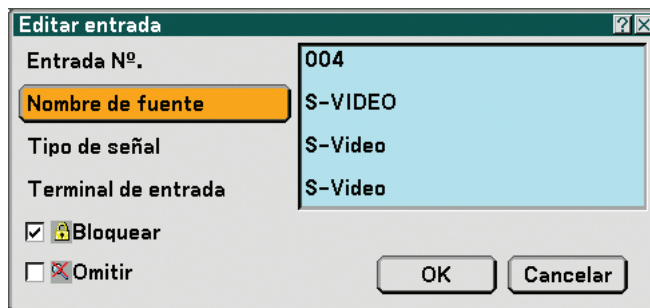 Editar entrada
Entrada Nº. 004
Nombre de fuente S-VIDEO
Tipo de señal S-Video
Terminal de entrada S-Video
Bloquear
Omitir
OK Cancelar